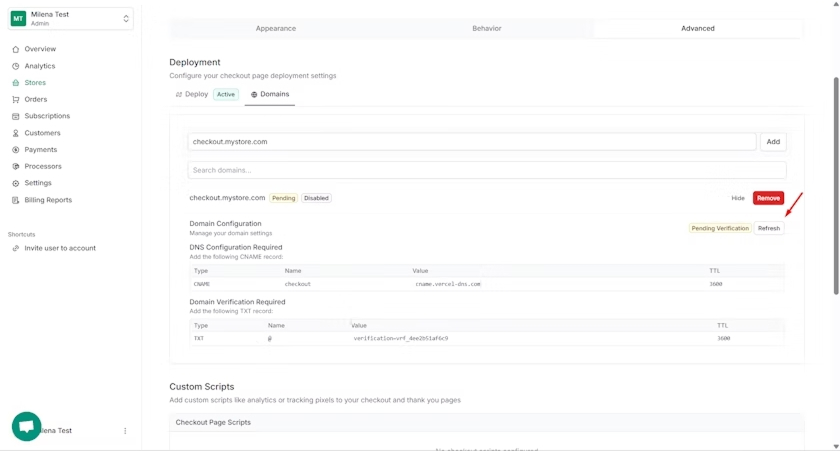 MT
Milena Test
Admin
Overview
Analytics
Stores
Orders
Subscriptions
Customers
Payments
Processors
Settings
Billing Reports
Shortcuts
Invite user to account
lena Test
Appearance Behavior Advanced
Deployment
Configure your checkout page deployment settings
Deploy Active Domains
checkout.mystore.com Add
Search domains...
checkout.mystore.com Pending Disabled Hide Remove
Domain Configuration
Manage your domain settings
Pending Verification Refresh
DNS Configuration Required
Add the following CNAME record:
Type Name Value TTL
CNAME checkout cname.vercel-dns.com 3600
Domain Verification Required
Add the following TXT record:
Type Name Value TTL
TXT @ verification=vrf_4ee2b51af6c9 3600
Custom Scripts
Add custom scripts like analytics or tracking pixels to your checkout and thank you pages
Checkout Page Scripts
No checkout scripts configured